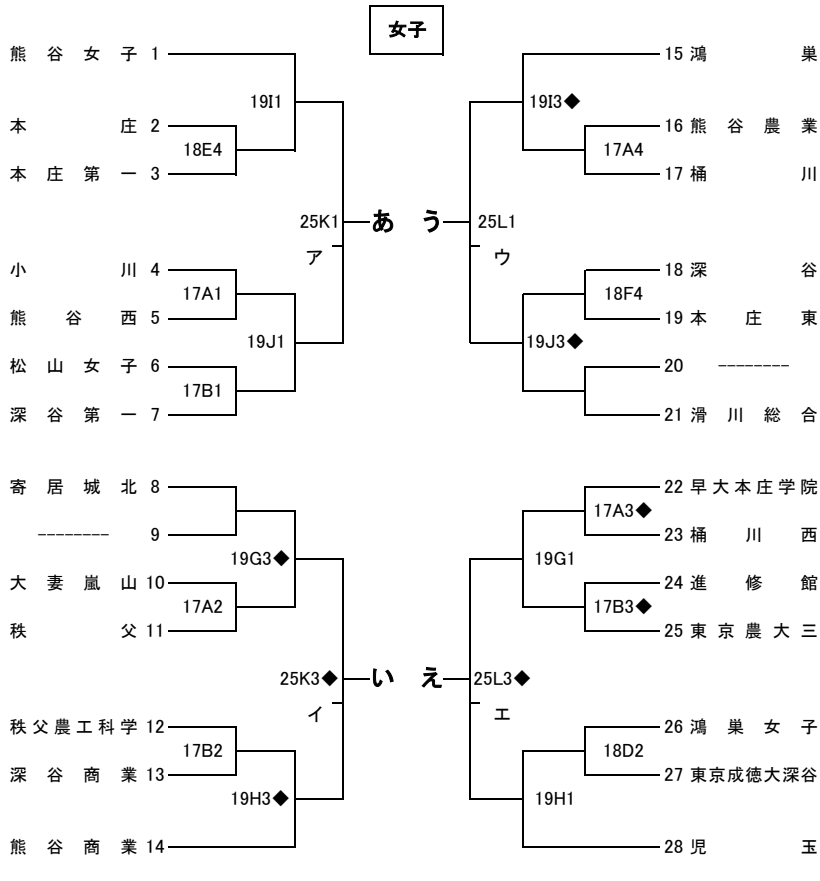 女子
熊谷女子 1
19I1
本庄 2
18E4
本庄第一 3
25K1 あ
ア
小川 4
17A1
熊谷西 5
19J1
松山女子 6
17B1
深谷第一 7
寄居城北 8
-------- 9
19G3◆
大妻嵐山 10
17A2
秩父 11
25K3◆ い
イ
秩父農工科学 12
17B2
深谷商業 13
19H3◆
熊谷商業 14
15 鴻巣
19I3◆
16 熊谷農業
17A4
17 桶川
う 25L1
ウ
18 深谷
18F4
19 本庄東
19J3◆
20 --------
21 滑川総合
22 早大本庄学院
17A3◆
23 桶川西
19G1
24 進修館
17B3◆
25 東京農大三
え 25L3◆
エ
26 鴻巣女子
18D2
27 東京成徳大深谷
19H1
28 児玉